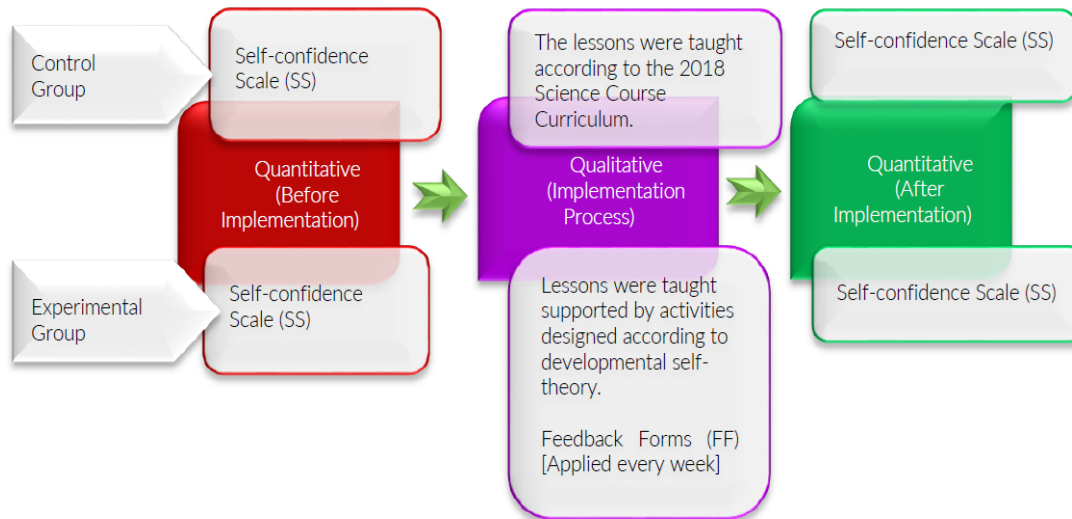 Control
Group
Self-confidence
Scale (SS)
The lessons were taught
according to the 2018
Science Course
Curriculum.
Self-confidence Scale (SS)
Quantitative
(Before
Implementation)
Qualitative
(Implementation
Process)
Quantitative
(After
Implementation)
Experimental
Group
Self-confidence
Scale (SS)
Lessons were taught
supported by activities
designed according to
developmental self-
theory.
Feedback Forms (FF)
[Applied every week]
Self-confidence Scale (SS)